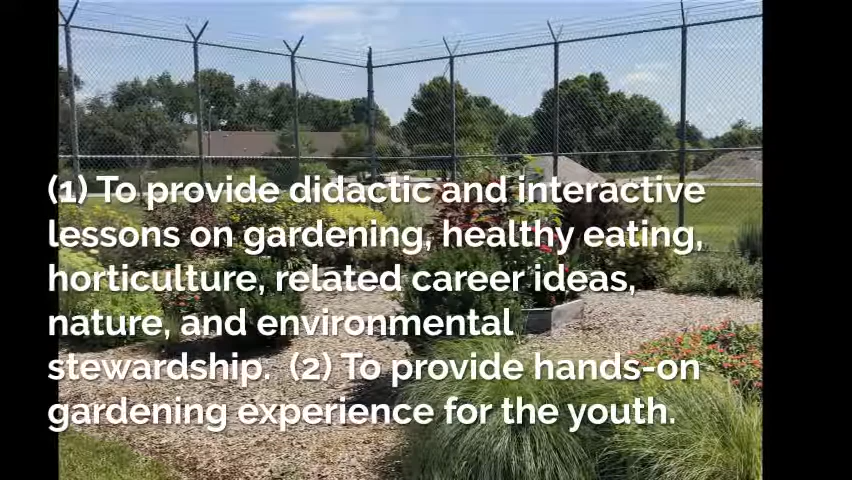 (1) To provide didactic and interactive
lessons on gardening, healthy eating,
horticulture, related career ideas,
nature, and environmental
stewardship.  (2) To provide hands-on
gardening experience for the youth.